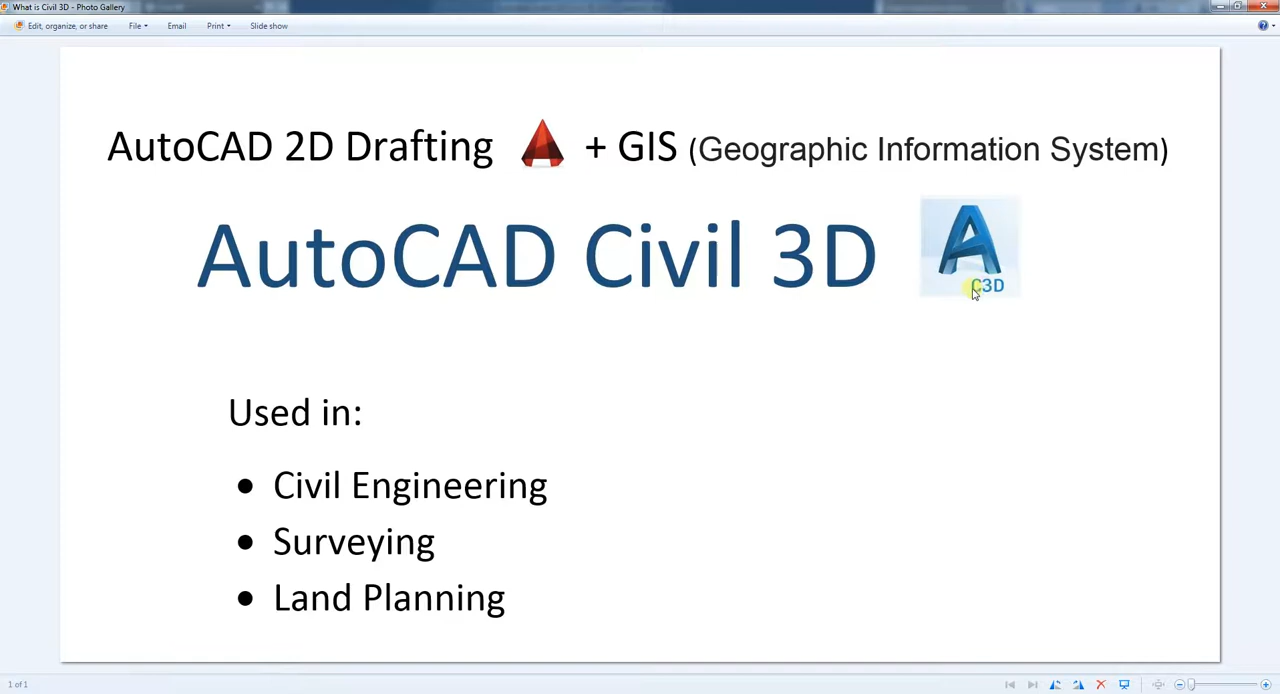 What is Civil 3D - Photo Gallery
Edit, organize, or share File Email Print Slide show
AutoCAD 2D Drafting + GIS (Geographic Information System)
AutoCAD Civil 3D
C3D
Used in:
• Civil Engineering
• Surveying
• Land Planning
1 of 1